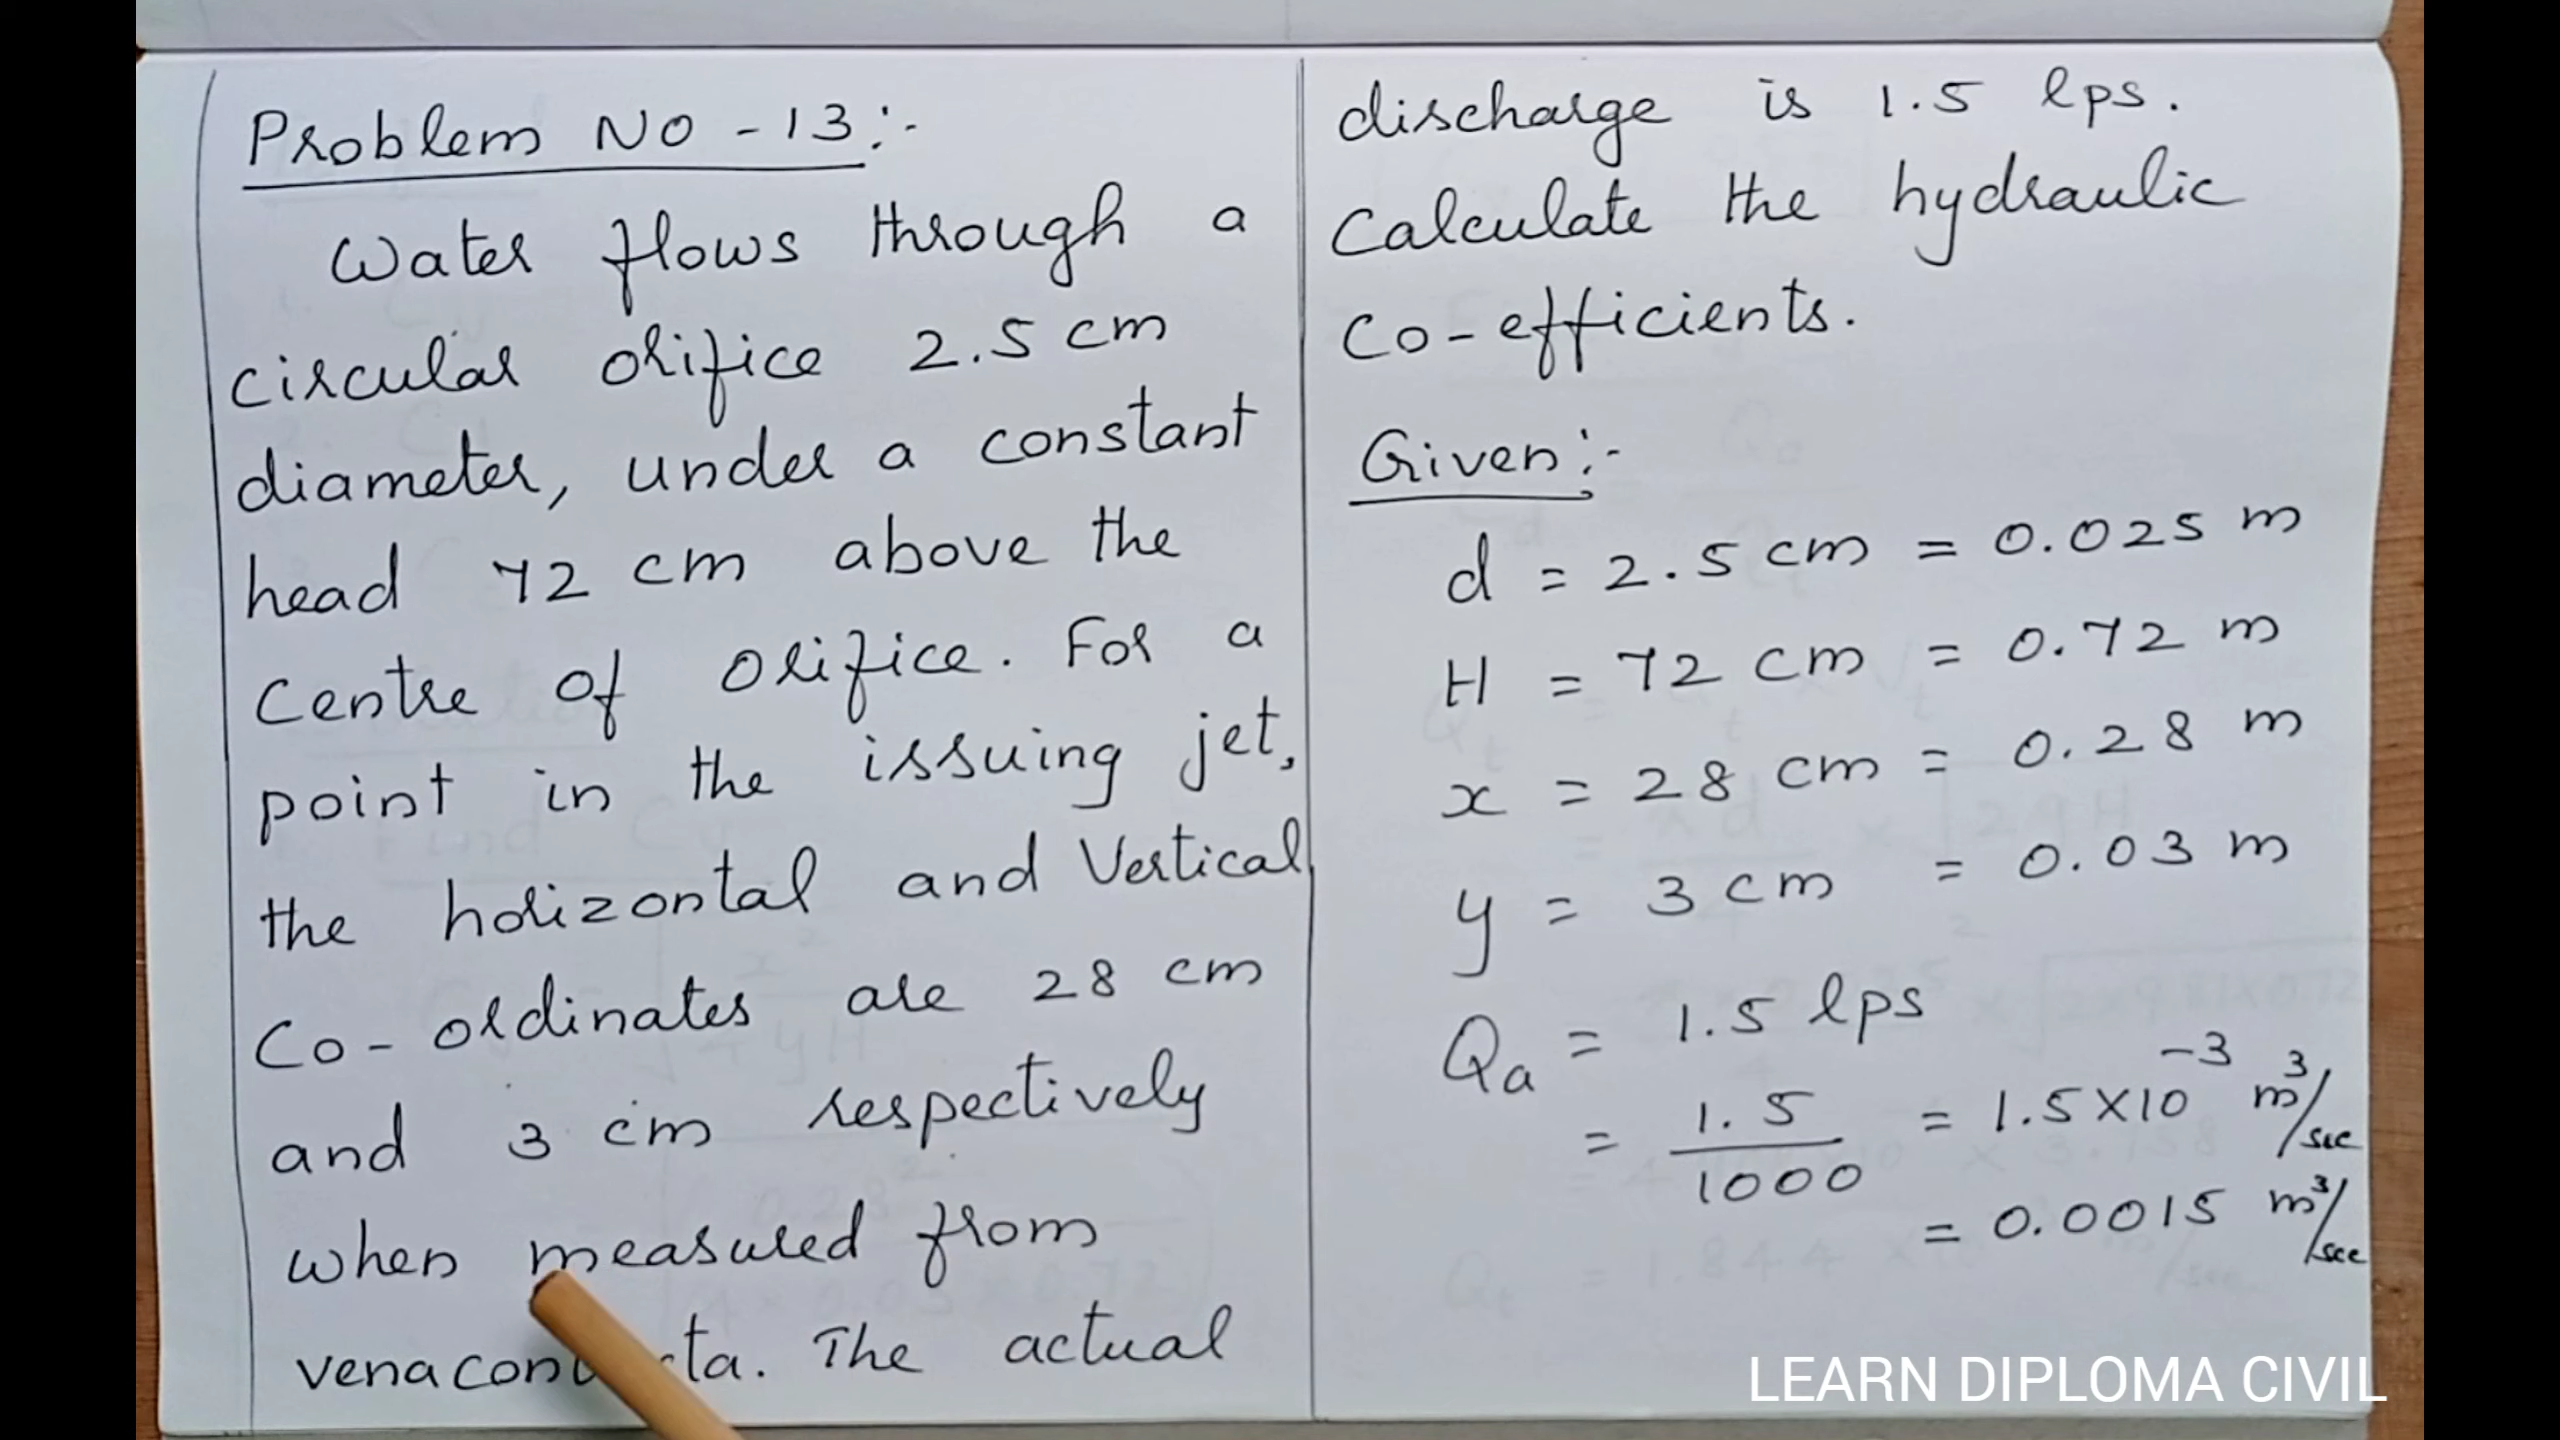 Problem No - 13:-
Water flows through a
circular orifice 2.5 cm
diameter, under a constant
head 72 cm above the
Centre of orifice. For a
point in the issuing jet,
the horizontal and Vertical
Co-ordinates are 28 cm
and 3 cm respectively
when measured from
The actual
discharge is 1.5 lps.
Calculate the hydraulic
Co-efficients.
Given:-
d = 2.5 cm = 0.025 m
H = 72 cm = 0.72 m
x = 28 cm = 0.28 m
y = 3 cm = 0.03 m
Qa = 1.5 lps
= 1.5/1000 = 1.5 X 10⁻³ m³/sec
= 0.0015 m³/sec
LEARN DIPLOMA CIVIL